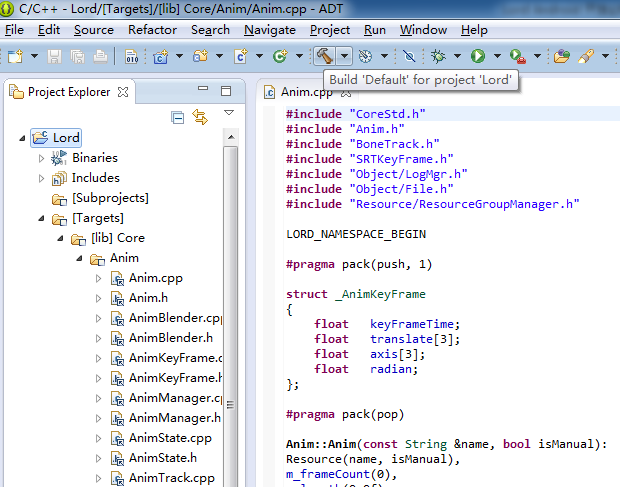 C/C++ - Lord/[Targets]/[lib] Core/Anim/Anim.cpp - ADT
File Edit Source Refactor Search Navigate Project Run Window Help
010
Build 'Default' for project 'Lord'
Project Explorer
Anim.cpp
Lord
Binaries
Includes
[Subprojects]
[Targets]
[lib] Core
Anim
Anim.cpp
Anim.h
AnimBlender.cp
AnimBlender.h
AnimKeyFrame.c
AnimKeyFrame.h
AnimManager.c
AnimManager.h
AnimState.cpp
AnimState.h
AnimTrack.cpp
#include "CoreStd.h"
#include "Anim.h"
#include "BoneTrack.h"
#include "SRTKeyFrame.h"
#include "Object/LogMgr.h"
#include "Object/File.h"
#include "Resource/ResourceGroupManager.h"
LORD_NAMESPACE_BEGIN
#pragma pack(push, 1)
struct _AnimKeyFrame
{
float keyFrameTime;
float translate[3];
float axis[3];
float radian;
};
#pragma pack(pop)
Anim::Anim(const String &name, bool isManual):
Resource(name, isManual),
m_frameCount(0),